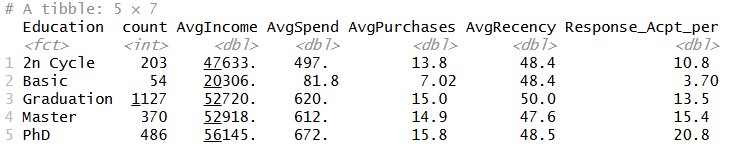 # A tibble: 5 × 7
Education count AvgIncome AvgSpend AvgPurchases AvgRecency Response_Acpt_per
<fct> <int> <dbl> <dbl> <dbl> <dbl> <dbl>
1 2n Cycle 203 47633. 497. 13.8 48.4 10.8
2 Basic 54 20306. 81.8 7.02 48.4 3.70
3 Graduation 1127 52720. 620. 15.0 50.0 13.5
4 Master 370 52918. 612. 14.9 47.6 15.4
5 PhD 486 56145. 672. 15.8 48.5 20.8